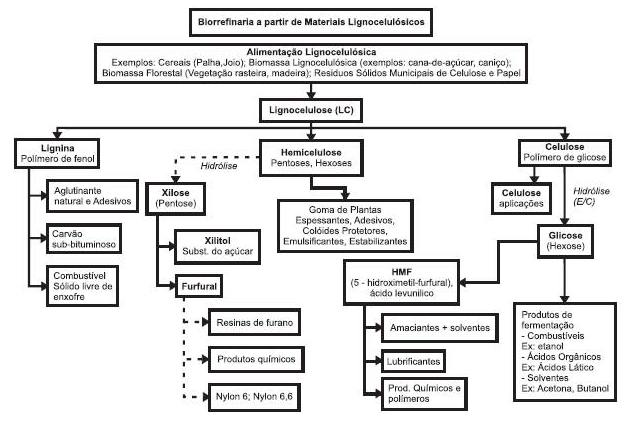 Biorrefinaria a partir de Materiais Lignocelulósicos
Alimentação Lignocelulósica
Exemplos: Cereais (Palha,Joio); Biomassa Lignocelulósica (exemplos: cana-de-açúcar, caniço);
Biomassa Florestal (Vegetação rasteira, madeira); Residuos Sólidos Municipais de Celulose e Papel
Lignocelulose (LC)
Lignina
Polímero de fenol
Hemicelulose
Pentoses, Hexoses
Celulose
Polímero de glicose
Hidrólise
Aglutinante
natural e Adesivos
Xilose
(Pentose)
Celulose
aplicações
Hidrólise
(E/C)
Goma de Plantas
Espessantes, Adesivos,
Colóides Protetores,
Emulsificantes, Estabilizantes
Carvão
sub-bituminoso
Xilitol
Subst. do açúcar
Glicose
(Hexose)
Combustível
Sólido livre de
enxofre
Furfural
HMF
(5 - hidroximetil-furfural),
ácido levunilico
Resinas de furano
Amaciantes + solventes
Produtos de
fermentação
- Combustíveis
Ex: etanol
- Ácidos Orgânicos
Ex: Ácidos Lático
- Solventes
Ex: Acetona, Butanol
Produtos químicos
Lubrificantes
Nylon 6; Nylon 6,6
Prod. Químicos e
polímeros